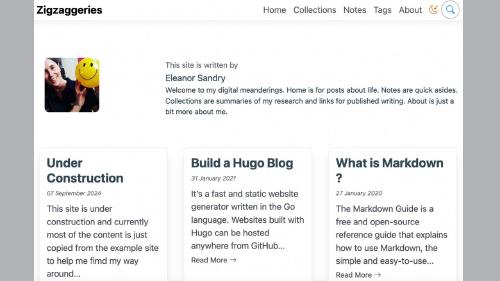 Zigzaggeries
Home Collections Notes Tags About
This site is written by
Eleanor Sandry
Welcome to my digital meanderings. Home is for posts about life. Notes are quick asides.
Collections are summaries of my research and links for published writing. About is just a
bit more about me.
Under
Construction
07 September 2024
This site is under
construction and currently
most of the content is just
copied from the example site
to help me fimd my way
around...
Build a Hugo Blog
31 January 2021
It's a fast and static website
generator written in the Go
language. Websites built with
Hugo can be hosted
anywhere from GitHub...
Read More →
What is Markdown
?
27 January 2020
The Markdown Guide is a
free and open-source
reference guide that explains
how to use Markdown, the
simple and easy-to-use...
Read More →